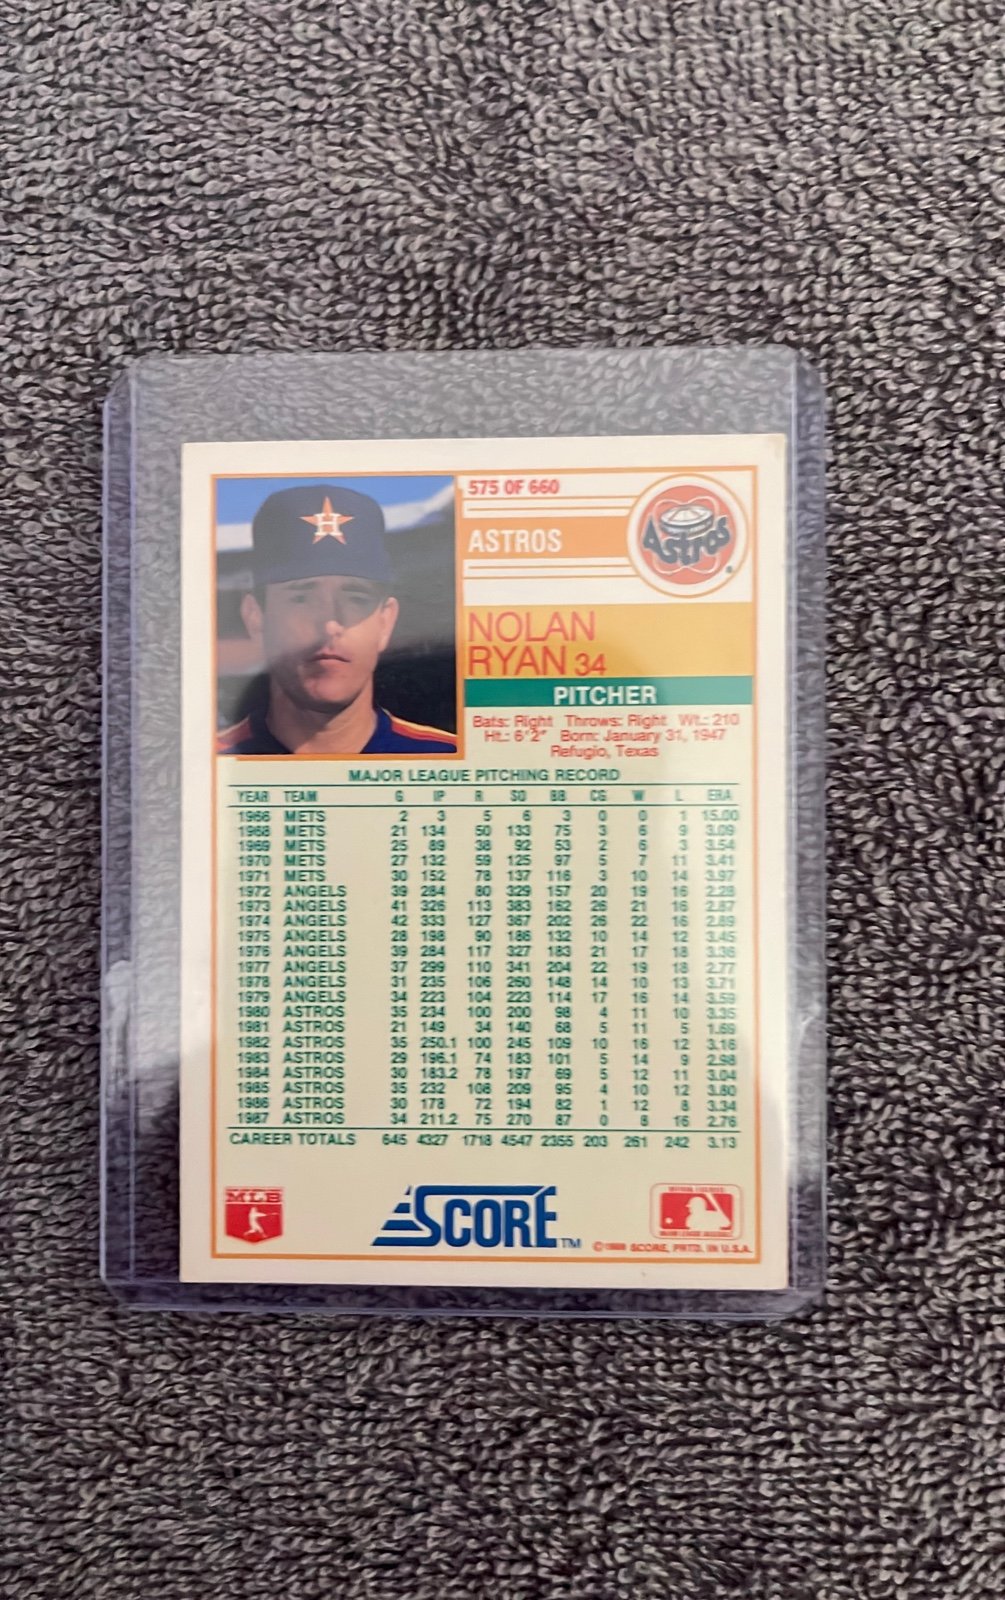 H
575 OF 660
ASTROS
Astros
NOLAN
RYAN 34
PITCHER
Bats: Right Throws: Right Wt.: 210
Ht.: 6'2" Born: January 31, 1947
Refugio, Texas
MAJOR LEAGUE PITCHING RECORD
YEAR TEAM G IP R SO BB CG W L ERA
1966 METS 2 3 5 6 3 0 0 1 15.00
1968 METS 21 134 50 133 75 3 6 9 3.09
1969 METS 25 89 38 92 53 2 6 3 3.54
1970 METS 27 132 59 125 97 5 7 11 3.41
1971 METS 30 152 78 137 116 3 10 14 3.97
1972 ANGELS 39 284 80 329 157 20 19 16 2.28
1973 ANGELS 41 326 113 383 162 26 21 16 2.87
1974 ANGELS 42 333 127 367 202 26 22 16 2.89
1975 ANGELS 28 198 90 186 132 10 14 12 3.45
1976 ANGELS 39 284 117 327 183 21 17 18 3.36
1977 ANGELS 37 299 110 341 204 22 19 18 2.77
1978 ANGELS 31 235 106 260 148 14 10 13 3.71
1979 ANGELS 34 223 104 223 114 17 16 14 3.59
1980 ASTROS 35 234 100 200 98 4 11 10 3.35
1981 ASTROS 21 149 34 140 68 5 11 5 1.69
1982 ASTROS 35 250.1 100 245 109 10 16 12 3.16
1983 ASTROS 29 196.1 74 183 101 5 14 9 2.98
1984 ASTROS 30 183.2 78 197 69 5 12 11 3.04
1985 ASTROS 35 232 108 209 95 4 10 12 3.80
1986 ASTROS 30 178 72 194 82 1 12 8 3.34
1987 ASTROS 34 211.2 75 270 87 0 8 16 2.76
CAREER TOTALS 645 4327 1718 4547 2355 203 261 242 3.13
MLB
SCORE™
© SCORE, PRTD. IN U.S.A.